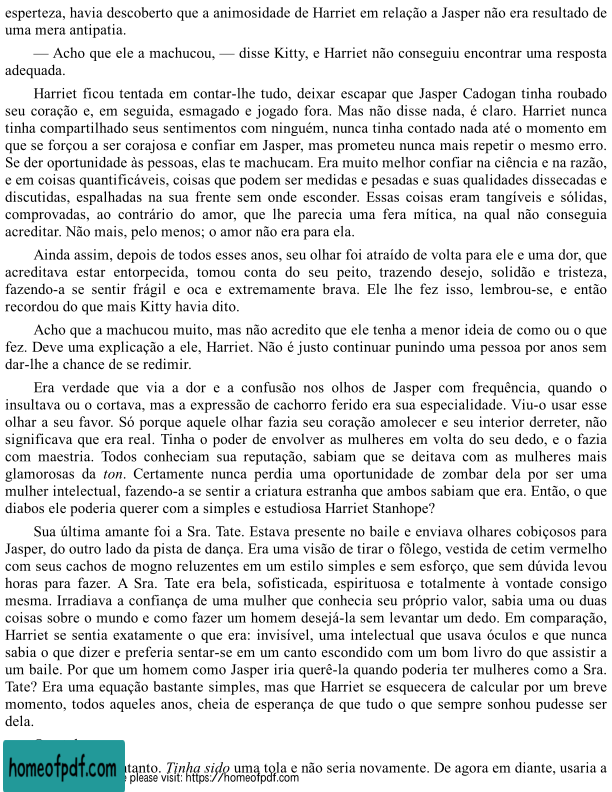 esperteza, havia descoberto que a animosidade de Harriet em relação a Jasper não era resultado de
uma mera antipatia.
— Acho que ele a machucou, — disse Kitty, e Harriet não conseguiu encontrar uma resposta
adequada.
Harriet ficou tentada em contar-lhe tudo, deixar escapar que Jasper Cadogan tinha roubado
seu coração e, em seguida, esmagado e jogado fora. Mas não disse nada, é claro. Harriet nunca
tinha compartilhado seus sentimentos com ninguém, nunca tinha contado nada até o momento em
que se forçou a ser corajosa e confiar em Jasper, mas prometeu nunca mais repetir o mesmo erro.
Se der oportunidade às pessoas, elas te machucam. Era muito melhor confiar na ciência e na razão,
e em coisas quantificáveis, coisas que podem ser medidas e pesadas e suas qualidades dissecadas e
discutidas, espalhadas na sua frente sem onde esconder. Essas coisas eram tangíveis e sólidas,
comprovadas, ao contrário do amor, que lhe parecia uma fera mítica, na qual não conseguia
acreditar. Não mais, pelo menos; o amor não era para ela.
Ainda assim, depois de todos esses anos, seu olhar foi atraído de volta para ele e uma dor, que
acreditava estar entorpecida, tomou conta do seu peito, trazendo desejo, solidão e tristeza,
fazendo-a se sentir frágil e oca e extremamente brava. Ele lhe fez isso, lembrou-se, e então
recordou do que mais Kitty havia dito.
Acho que a machucou muito, mas não acredito que ele tenha a menor ideia de como ou o que
fez. Deve uma explicação a ele, Harriet. Não é justo continuar punindo uma pessoa por anos sem
dar-lhe a chance de se redimir.
Era verdade que via a dor e a confusão nos olhos de Jasper com frequência, quando o
insultava ou o cortava, mas a expressão de cachorro ferido era sua especialidade. Viu-o usar esse
olhar a seu favor. Só porque aquele olhar fazia seu coração amolecer e seu interior derreter, não
significava que era real. Tinha o poder de envolver as mulheres em volta do seu dedo, e o fazia
com maestria. Todos conheciam sua reputação, sabiam que se deitava com as mulheres mais
glamorosas da ton. Certamente nunca perdia uma oportunidade de zombar dela por ser uma
mulher intelectual, fazendo-a se sentir a criatura estranha que ambos sabiam que era. Então, o que
diabos ele poderia querer com a simples e estudiosa Harriet Stanhope?
Sua última amante foi a Sra. Tate. Estava presente no baile e enviava olhares cobiçosos para
Jasper, do outro lado da pista de dança. Era uma visão de tirar o fôlego, vestida de cetim vermelho
com seus cachos de mogno reluzentes em um estilo simples e sem esforço, que sem dúvida levou
horas para fazer. A Sra. Tate era bela, sofisticada, espirituosa e totalmente à vontade consigo
mesma. Irradiava a confiança de uma mulher que conhecia seu próprio valor, sabia uma ou duas
coisas sobre o mundo e como fazer um homem desejá-la sem levantar um dedo. Em comparação,
Harriet se sentia exatamente o que era: invisível, uma intelectual que usava óculos e que nunca
sabia o que dizer e preferia sentar-se em um canto escondido com um bom livro do que assistir a
um baile. Por que um homem como Jasper iria querê-la quando poderia ter mulheres como a Sra.
Tate? Era uma equação bastante simples, mas que Harriet se esquecera de calcular por um breve
momento, todos aqueles anos, cheia de esperança de que tudo o que sempre sonhou pudesse ser
dela.
tanto. Tinha sido uma tola e não seria novamente. De agora em diante, usaria a
homeofpdf.com please visit: https://homeofpdf.com